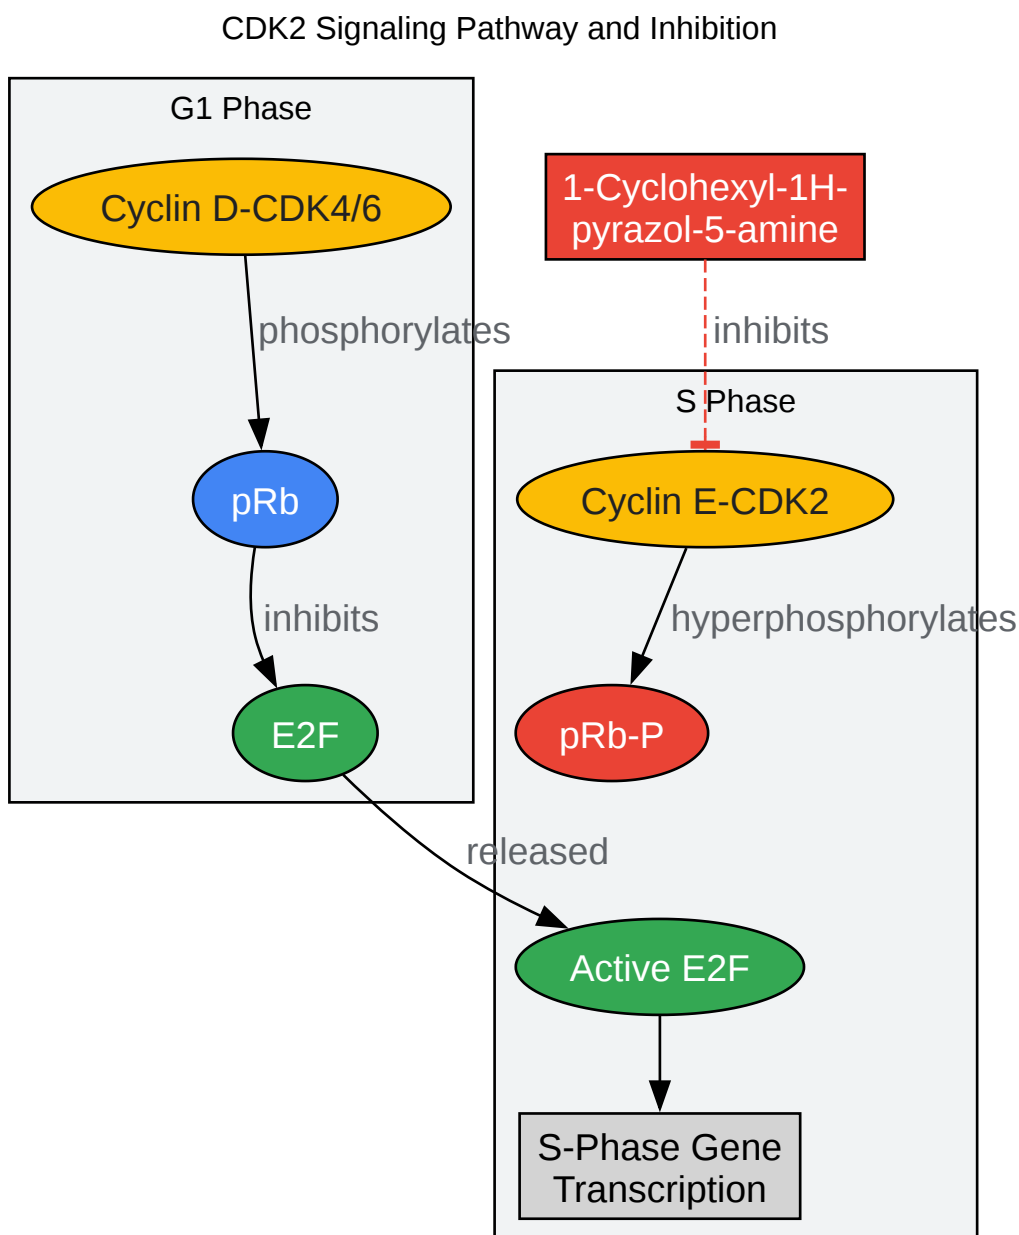 CDK2 Signaling Pathway and Inhibition
G1 Phase
Cyclin D-CDK4/6
phosphorylates
pRb
inhibits
E2F
released
1-Cyclohexyl-1H-
pyrazol-5-amine
inhibits
S Phase
Cyclin E-CDK2
hyperphosphorylates
pRb-P
Active E2F
S-Phase Gene
Transcription